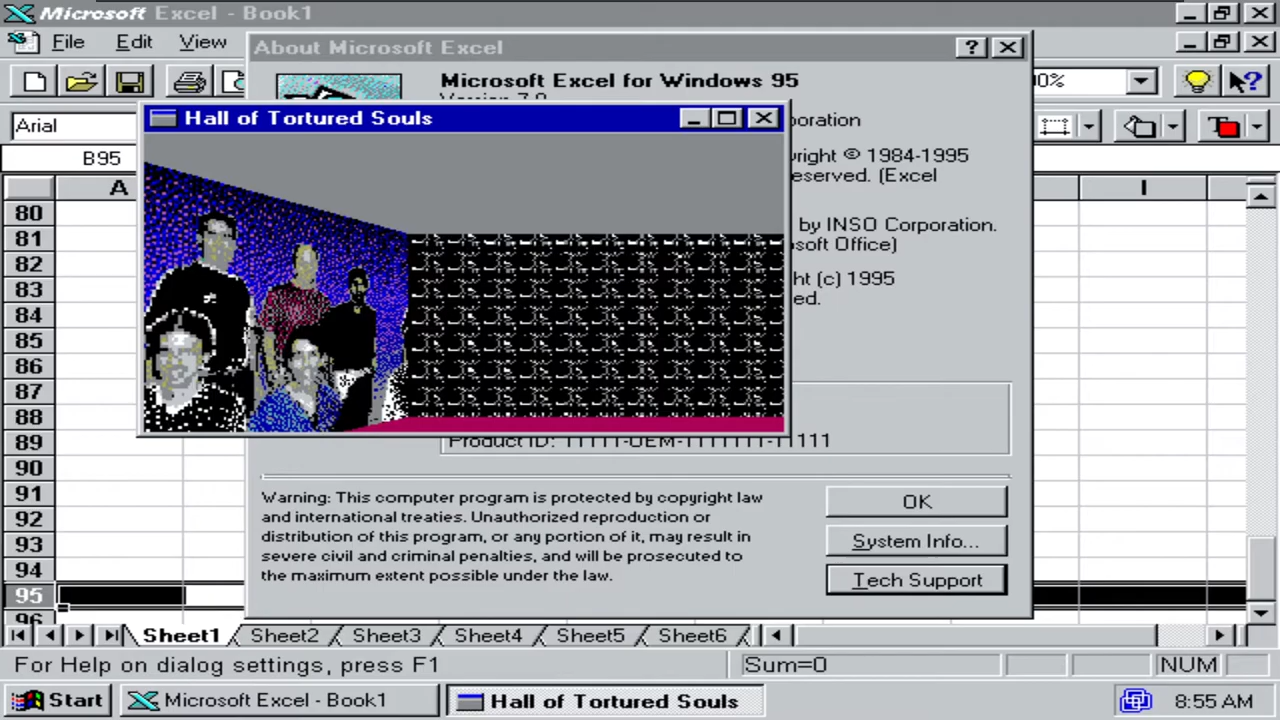 Microsoft Excel - Book1
File Edit View
About Microsoft Excel
Microsoft Excel for Windows 95
0%
Hall of Tortured Souls
Arial
oration
B95
yright © 1984-1995
eserved. (Excel
A
I
by INSO Corporation.
osoft Office)
ht (c) 1995
ed.
80
81
82
83
84
85
86
87
88
89
90
91
92
93
94
95
96
Product ID: 11111-OEM-1111111-11111
Warning: This computer program is protected by copyright law
and international treaties. Unauthorized reproduction or
distribution of this program, or any portion of it, may result in
severe civil and criminal penalties, and will be prosecuted to
the maximum extent possible under the law.
OK
System Info...
Tech Support
Sheet1 Sheet2 Sheet3 Sheet4 Sheet5 Sheet6
For Help on dialog settings, press F1
Sum=0
NUM
Start
Microsoft Excel - Book1
Hall of Tortured Souls
8:55 AM